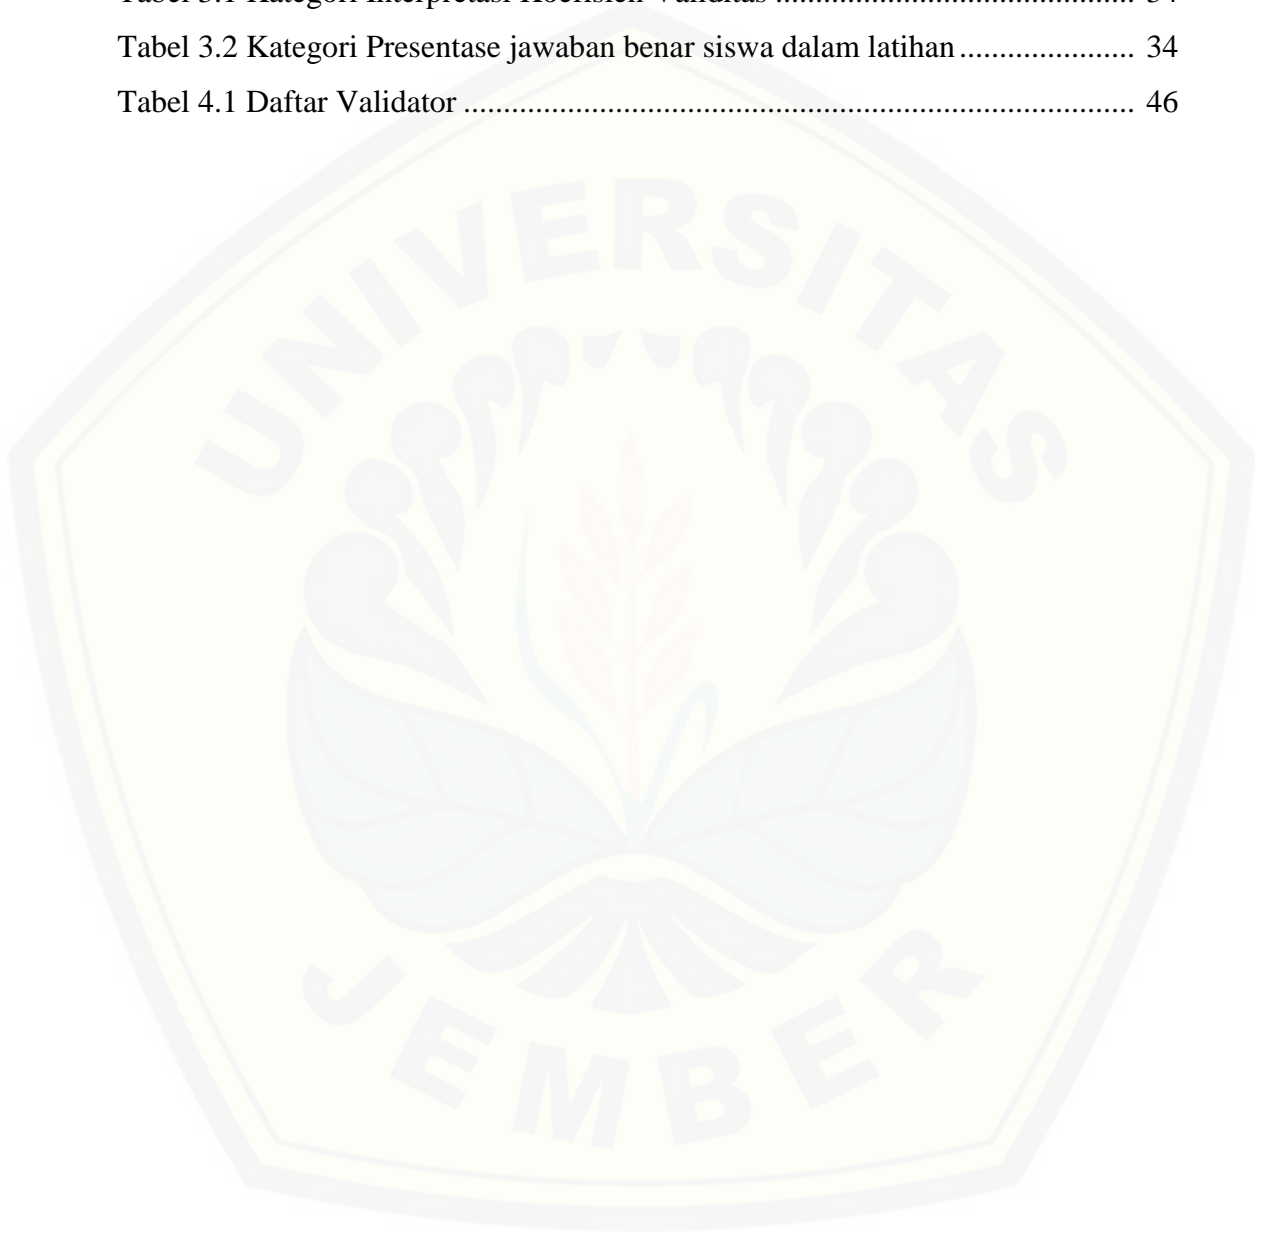 Tabel 3.1 Kategori Interpretasi Koefisien Validitas ............................................. 34
Tabel 3.2 Kategori Presentase jawaban benar siswa dalam latihan ...................... 34
Tabel 4.1 Daftar Validator ..................................................................................... 46
UNIVERSITAS
JEMBER